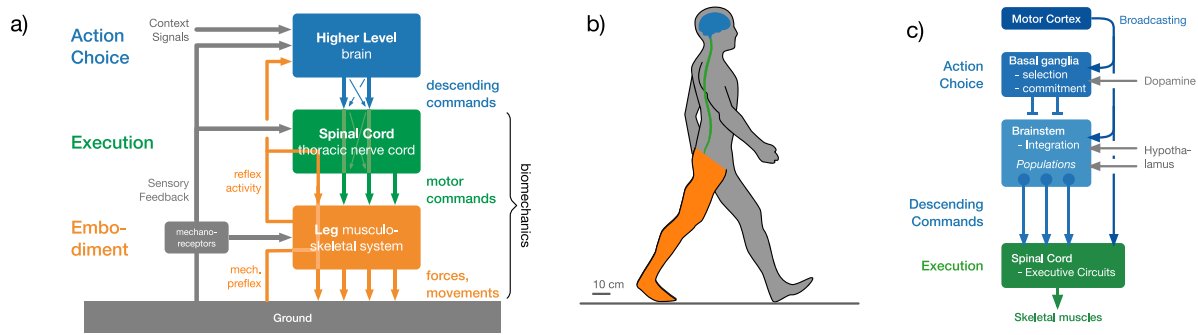 a)
Context
Signals
Action
Choice
Higher Level
brain
descending
commands
Execution
Spinal Cord
thoracic nerve cord
Sensory
Feedback
reflex
activity
motor
commands
biomechanics
Embo-
diment
mechano-
receptors
Leg musculo-
skeletal system
mech.
preflex
forces,
movements
Ground
b)
10 cm
c)
Motor Cortex
Broadcasting
Action
Choice
Basal ganglia
- selection
- commitment
Dopamine
Brainstem
- Integration
Populations
Hypotha-
lamus
Descending
Commands
Execution
Spinal Cord
- Executive Circuits
Skeletal muscles